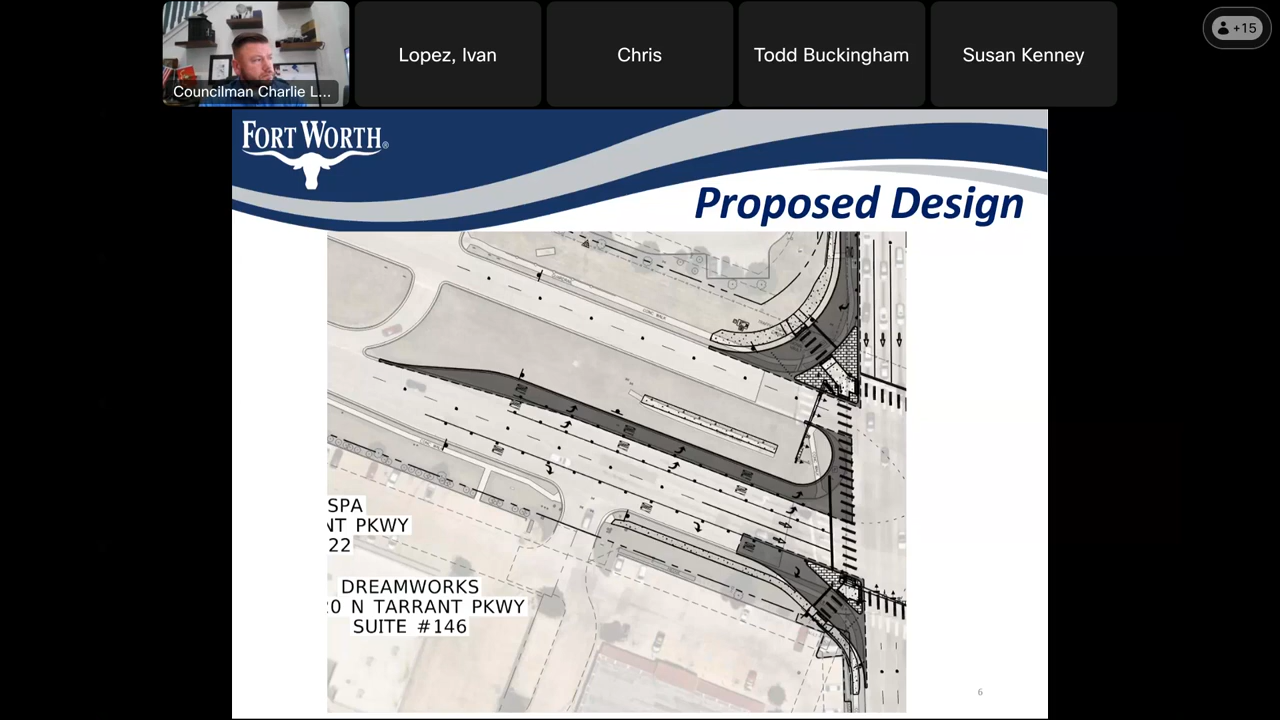 Councilman Charlie L...
Lopez, Ivan
Chris
Todd Buckingham
Susan Kenney
+15
FORT WORTH®
Proposed Design
SPA
NT PKWY
22
DREAMWORKS
20 N TARRANT PKWY
SUITE #146
6